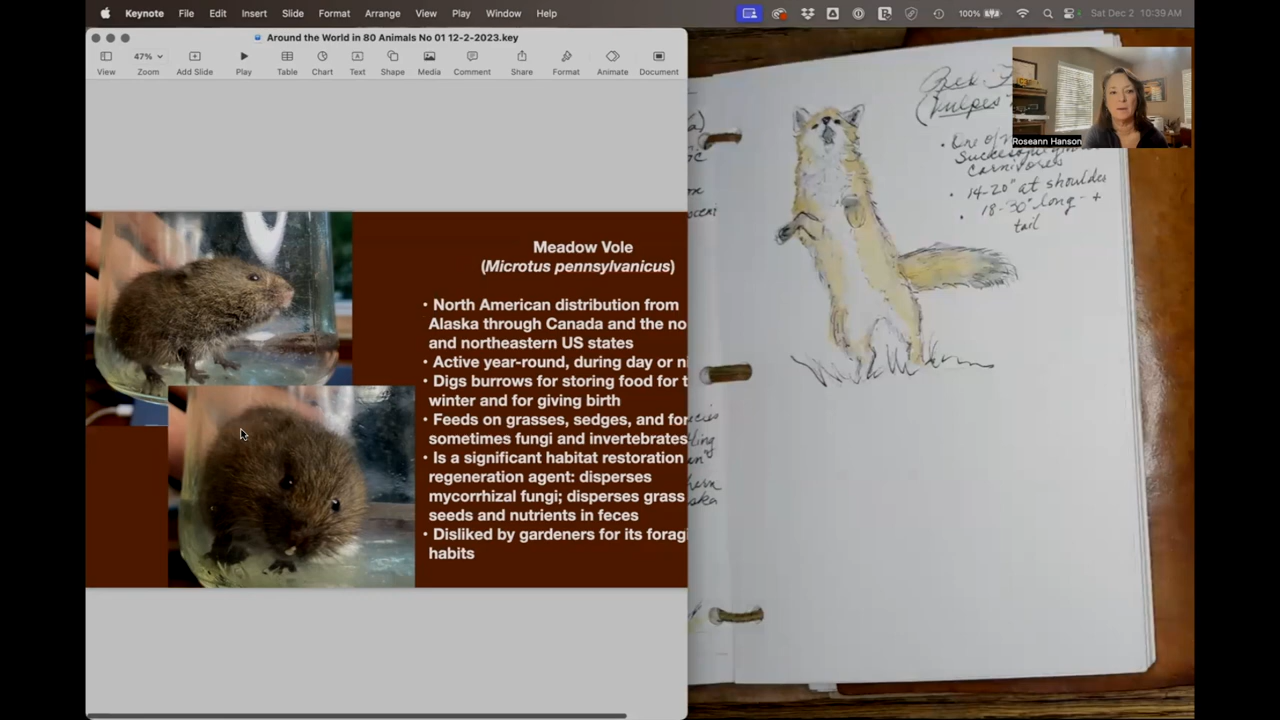 Keynote File Edit Insert Slide Format Arrange View Play Window Help 100% Sat Dec 2 10:39 AM
Around the World in 80 Animals No 01 12-2-2023.key
47%
View Zoom Add Slide Play Table Chart Text Shape Media Comment Share Format Animate Document
Meadow Vole
(Microtus pennsylvanicus)
• North American distribution from
Alaska through Canada and the no
and northeastern US states
• Active year-round, during day or ni
• Digs burrows for storing food for t
winter and for giving birth
• Feeds on grasses, sedges, and for
sometimes fungi and invertebrates
• Is a significant habitat restoration
regeneration agent: disperses
mycorrhizal fungi; disperses grass
seeds and nutrients in feces
• Disliked by gardeners for its foragi
habits
(Vulpes
• One of
carnivores
• 14-20" at shoulder
• 18-30" long - +
tail
Roseann Hanson